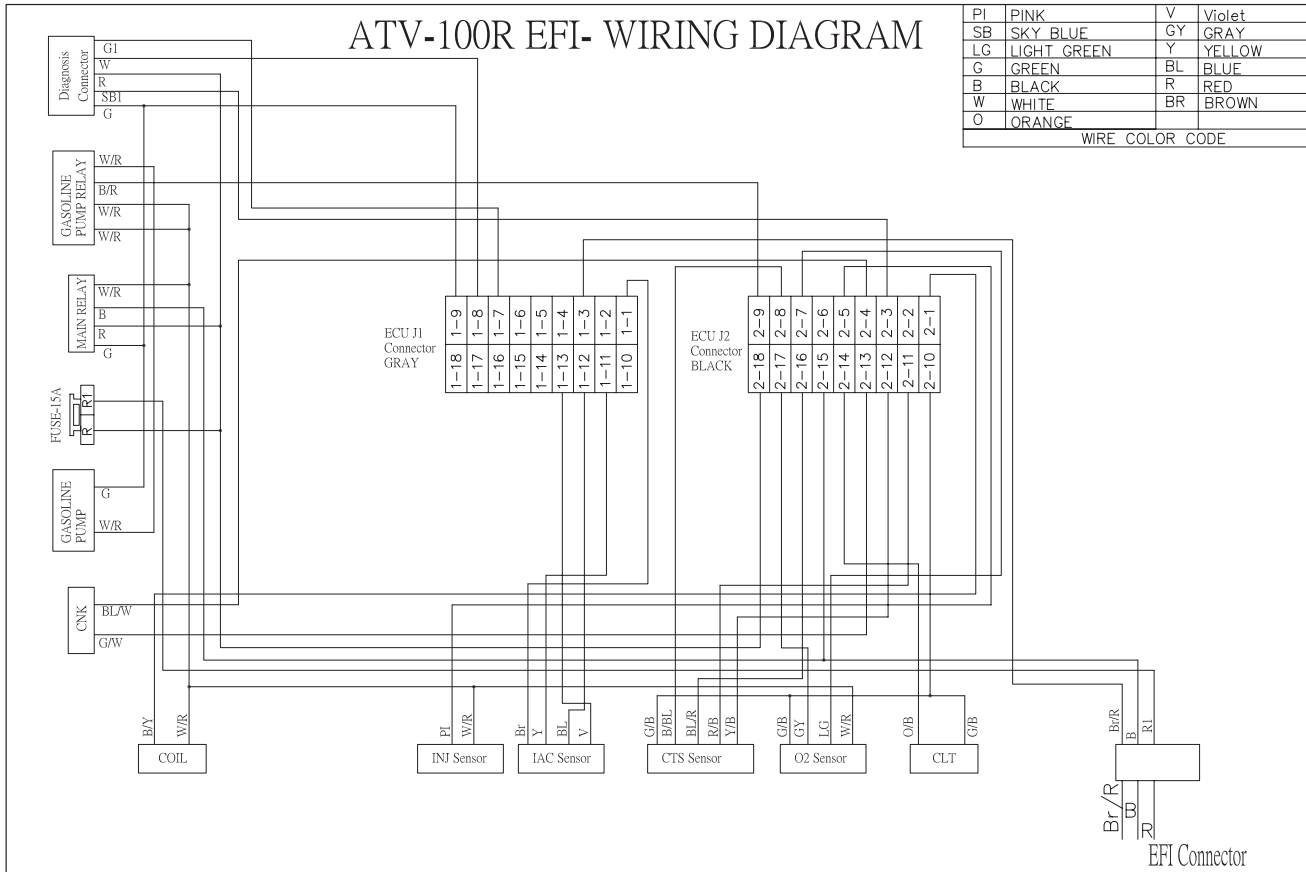 ATV-100R EFI- WIRING DIAGRAM
PI PINK V Violet
SB SKY BLUE GY GRAY
LG LIGHT GREEN Y YELLOW
G GREEN BL BLUE
B BLACK R RED
W WHITE BR BROWN
O ORANGE
WIRE COLOR CODE
Diagnosis
Connector
G1
W
R
SB1
G
GASOLINE
PUMP RELAY
W/R
B/R
W/R
W/R
MAIN RELAY
W/R
B
R
G
FUSE-15A
R1
R
GASOLINE
PUMP
G
W/R
CNK
BL/W
G/W
ECU J1
Connector
GRAY
1-9 1-8 1-7 1-6 1-5 1-4 1-3 1-2 1-1
1-18 1-17 1-16 1-15 1-14 1-13 1-12 1-11 1-10
ECU J2
Connector
BLACK
2-9 2-8 2-7 2-6 2-5 2-4 2-3 2-2 2-1
2-18 2-17 2-16 2-15 2-14 2-13 2-12 2-11 2-10
B/Y
W/R
COIL
PI
W/R
INJ Sensor
Br
Y
BL
V
IAC Sensor
G/B
B/BL
BL/R
R/B
Y/B
CTS Sensor
G/B
GY
LG
W/R
O2 Sensor
O/B
G/B
CLT
Br/R
B
R1
Br/R
B
R
EFI Connector